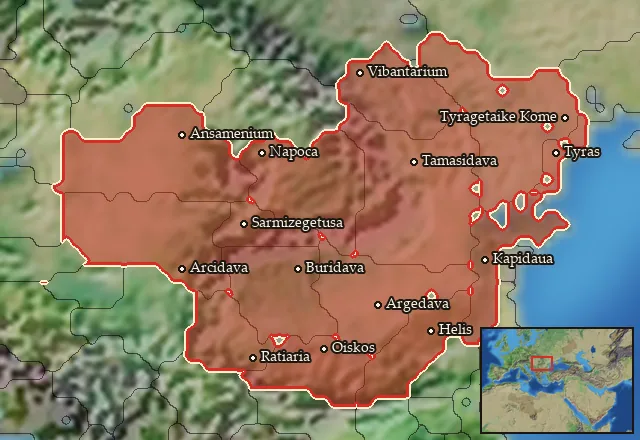 Vibantarium
Tyragetaike Kome
Ansamenium
Napoca
Tyras
Tamasidava
Sarmizegetusa
Kapidaua
Arcidava
Buridava
Argedava
Helis
Oiskos
Ratiaria